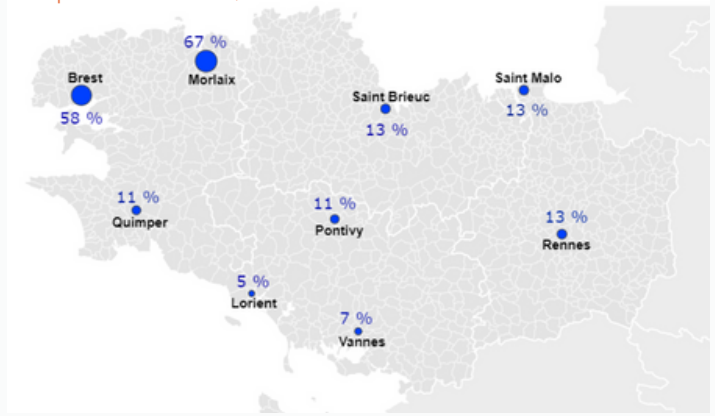 67 %
Morlaix
Brest
58 %
Saint Malo
13 %
Saint Brieuc
13 %
11 %
Quimper
11 %
Pontivy
13 %
Rennes
5 %
Lorient
7 %
Vannes